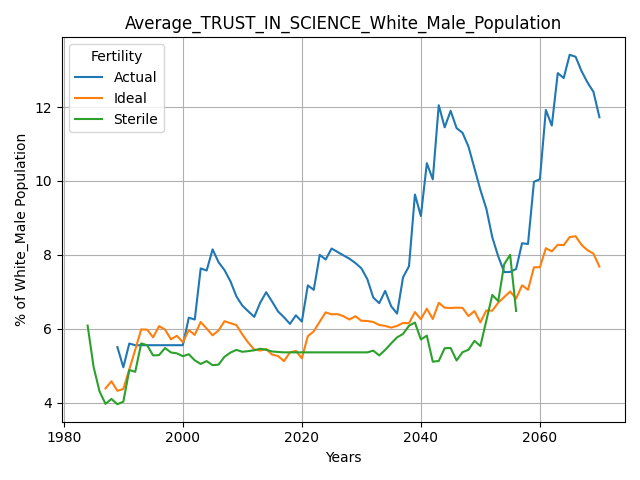 Average_TRUST_IN_SCIENCE_White_Male_Population
Fertility
Actual
Ideal
Sterile
% of White_Male Population
12
10
8
6
4
1980 2000 2020 2040 2060
Years